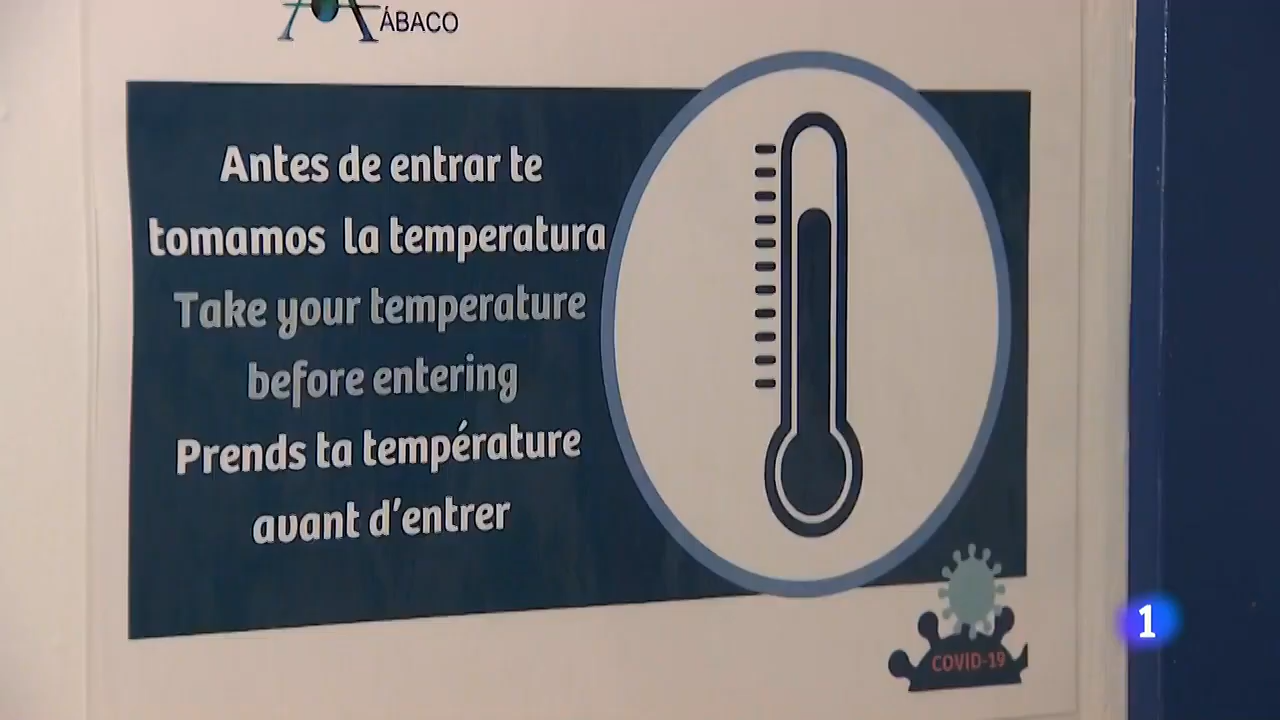 ÁBACO
Antes de entrar te
tomamos la temperatura
Take your temperature
before entering
Prends ta température
avant d'entrer
COVID-19
1